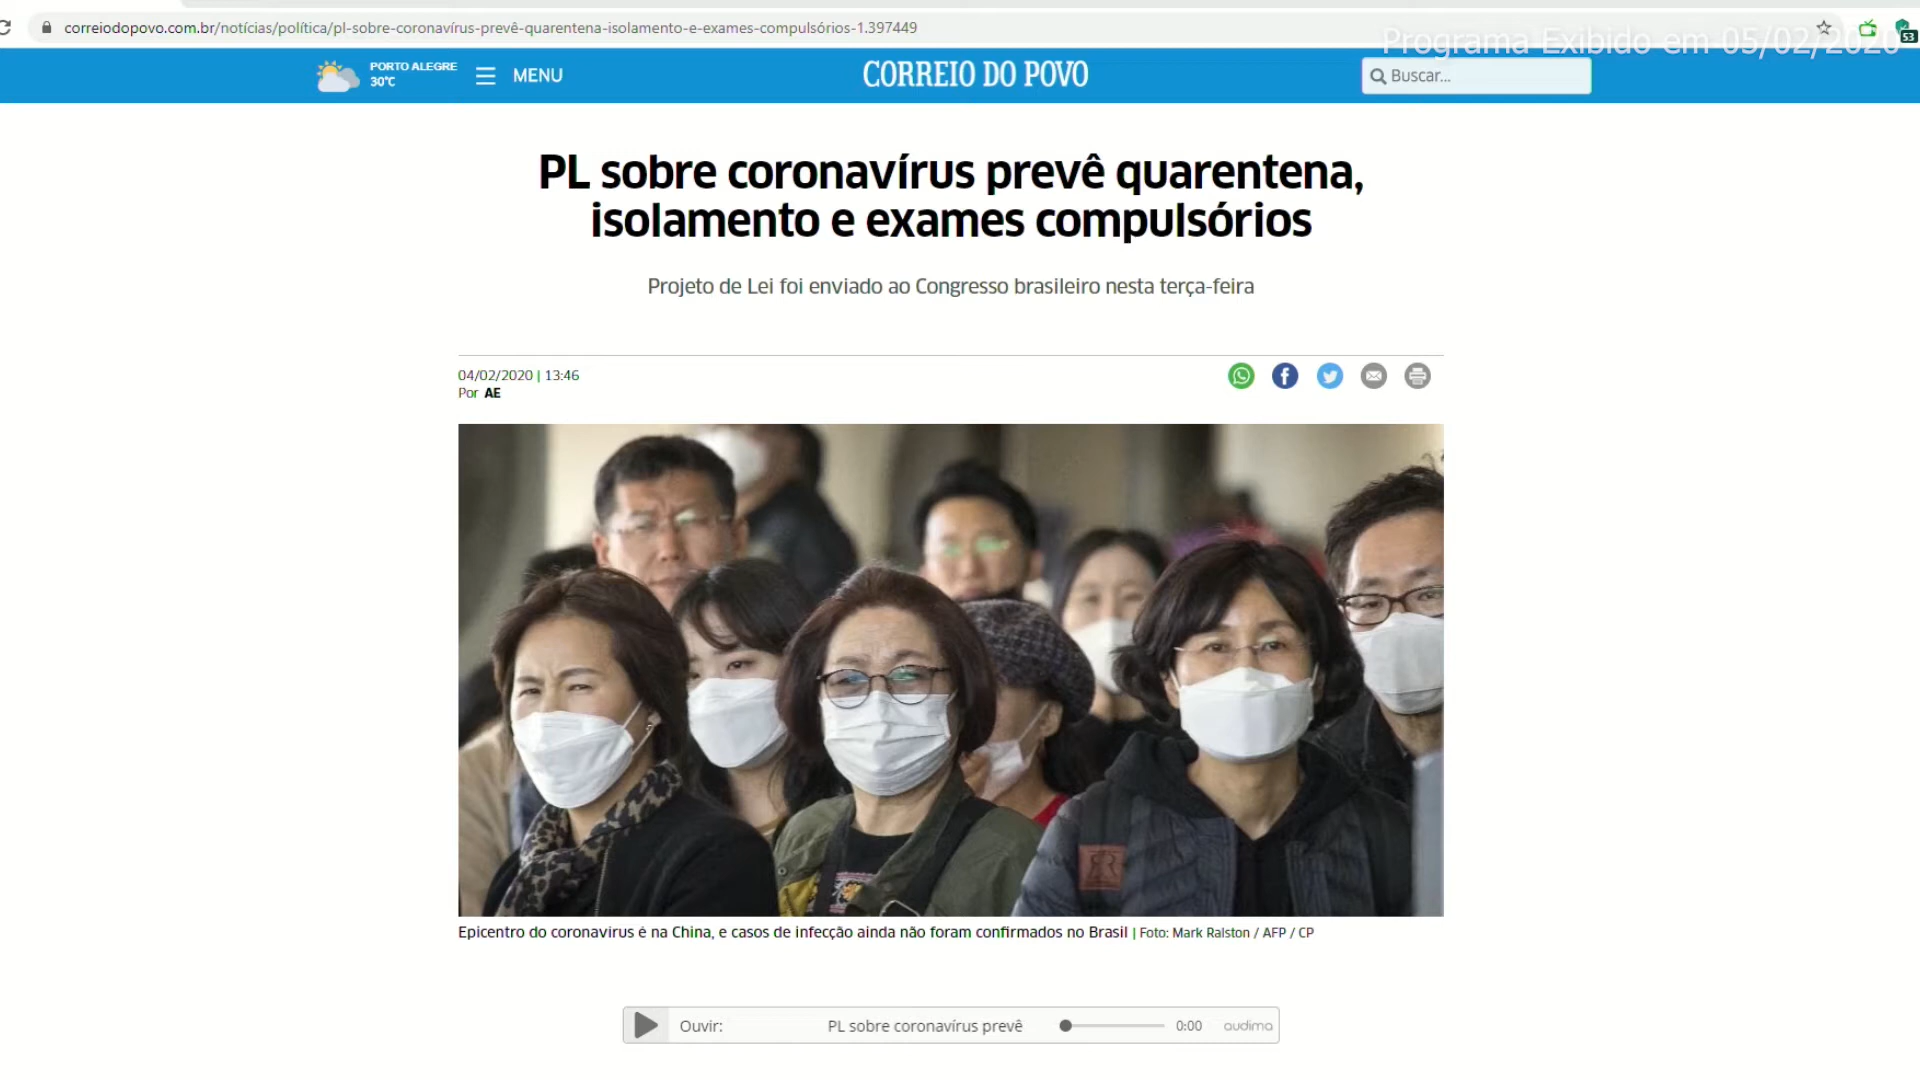 correiodopovo.com.br/notícias/política/pl-sobre-coronavírus-prevê-quarentena-isolamento-e-exames-compulsórios-1.397449
Programa Exibido em 05/02/2020
53
PORTO ALEGRE
30°C
MENU
CORREIO DO POVO
Buscar...
PL sobre coronavírus prevê quarentena,
isolamento e exames compulsórios
Projeto de Lei foi enviado ao Congresso brasileiro nesta terça-feira
04/02/2020 | 13:46
Por AE
Epicentro do coronavírus é na China, e casos de infecção ainda não foram confirmados no Brasil | Foto: Mark Ralston / AFP / CP
Ouvir: PL sobre coronavírus prevê 0:00 audima